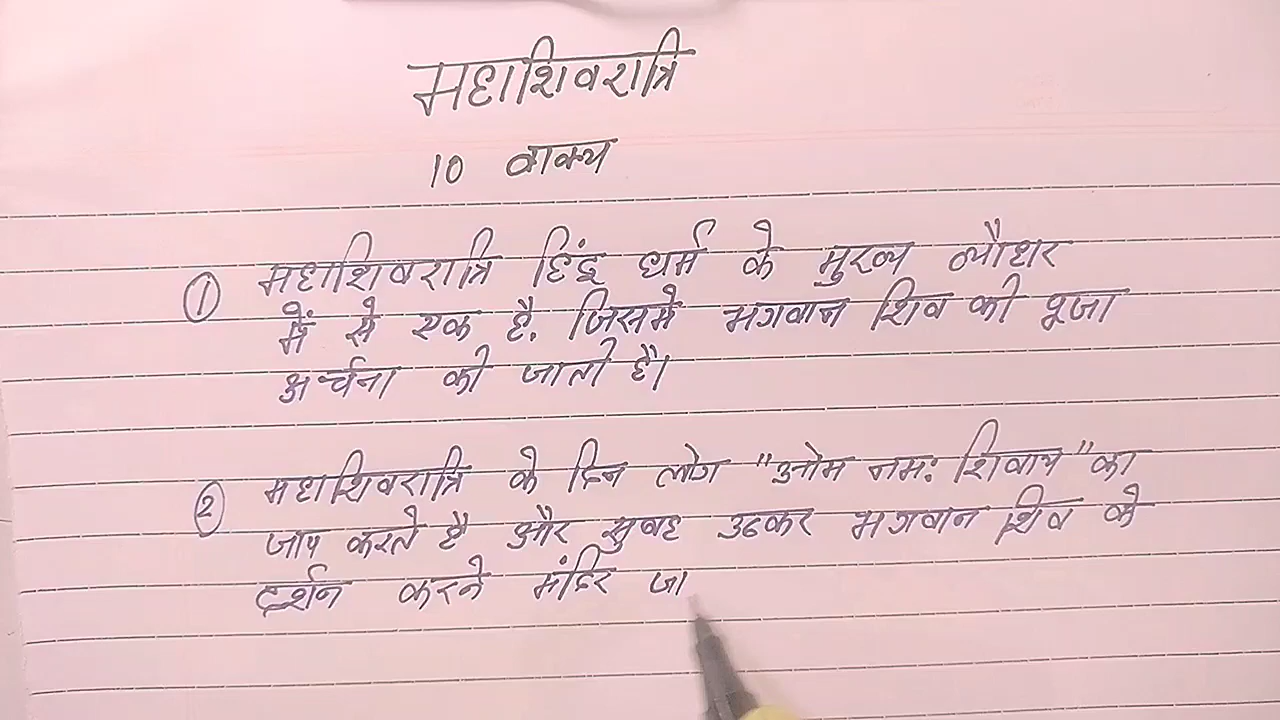 महाशिवरात्रि
10 वाक्य
① महाशिवरात्रि हिंदू धर्म के मुख्य त्यौहार
में से एक है. जिसमे भगवान शिव की पूजा
अर्चना की जाती है।
② महाशिवरात्रि के दिन लोग "ओम नम: शिवाय" का
जाप करते है और सुबह उठकर भगवान शिव के
दर्शन करने मंदिर जा